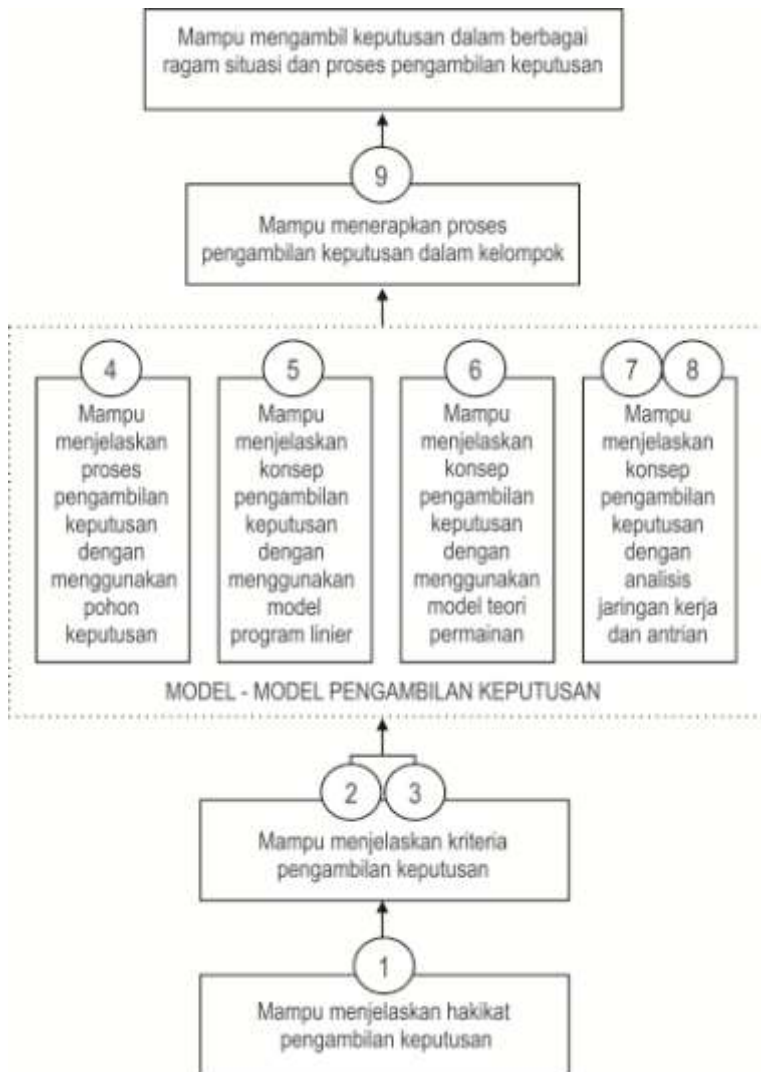 Mampu mengambil keputusan dalam berbagai
ragam situasi dan proses pengambilan keputusan
9
Mampu menerapkan proses
pengambilan keputusan dalam kelompok
4
Mampu
menjelaskan
proses
pengambilan
keputusan
dengan
menggunakan
pohon
keputusan
5
Mampu
menjelaskan
konsep
pengambilan
keputusan
dengan
menggunakan
model
program linier
6
Mampu
menjelaskan
konsep
pengambilan
keputusan
dengan
menggunakan
model teori
permainan
7 8
Mampu
menjelaskan
konsep
pengambilan
keputusan
dengan
analisis
jaringan kerja
dan antrian
MODEL - MODEL PENGAMBILAN KEPUTUSAN
2 3
Mampu menjelaskan kriteria
pengambilan keputusan
1
Mampu menjelaskan hakikat
pengambilan keputusan